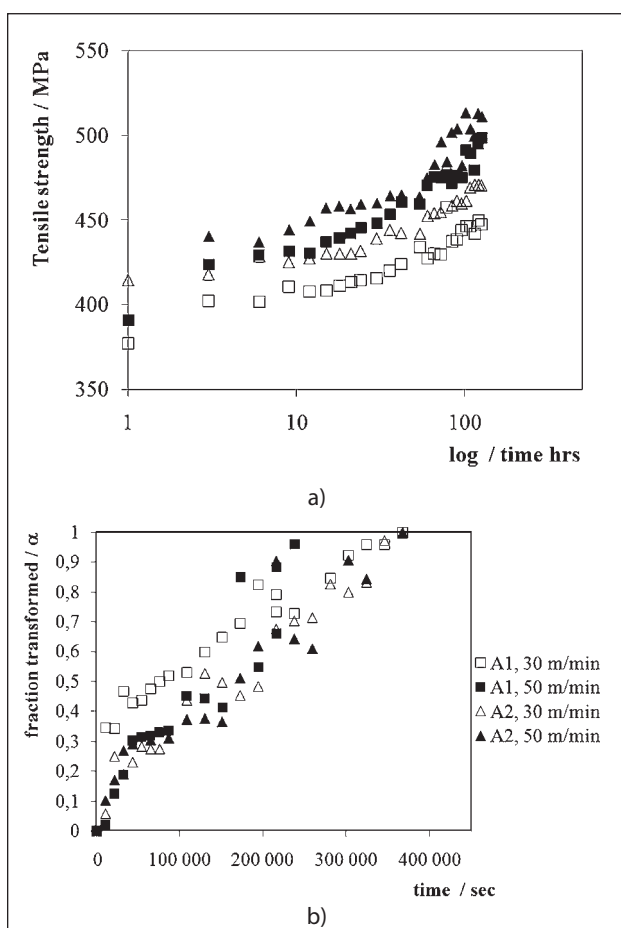 Tensile strength / MPa
550
500
450
400
350
1
10
100
log / time hrs
a)
fraction transformed / α
1
0,9
0,8
0,7
0,6
0,5
0,4
0,3
0,2
0,1
0
0
100 000
200 000
300 000
400 000
time / sec
A1, 30 m/min
A1, 50 m/min
A2, 30 m/min
A2, 50 m/min
b)